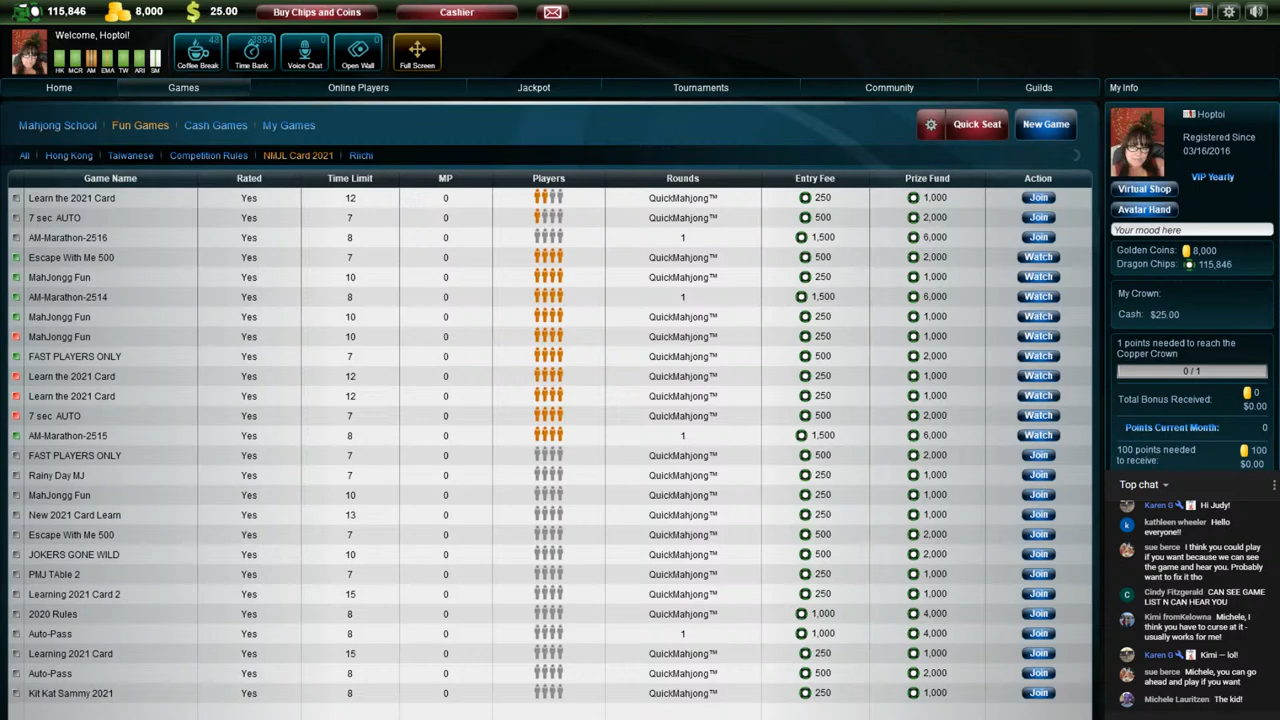 115,846 8,000 25.00 Buy Chips and Coins Cashier
Welcome, Hoptoi!
HK MCR AM EMA TW ARI SM
48 Coffee Break 3884 Time Bank 0 Voice Chat 0 Open Wall Full Screen
Home Games Online Players Jackpot Tournaments Community Guilds My Info
Mahjong School Fun Games Cash Games My Games Quick Seat New Game
All Hong Kong Taiwanese Competition Rules NMJL Card 2021 Riichi
Game Name Rated Time Limit MP Players Rounds Entry Fee Prize Fund Action
Learn the 2021 Card Yes 12 0 QuickMahjong™ 250 1,000 Join
7 sec AUTO Yes 7 0 QuickMahjong™ 500 2,000 Join
AM-Marathon-2516 Yes 8 0 1 1,500 6,000 Join
Escape With Me 500 Yes 7 0 QuickMahjong™ 500 2,000 Watch
MahJongg Fun Yes 10 0 QuickMahjong™ 250 1,000 Watch
AM-Marathon-2514 Yes 8 0 1 1,500 6,000 Watch
MahJongg Fun Yes 10 0 QuickMahjong™ 250 1,000 Watch
MahJongg Fun Yes 10 0 QuickMahjong™ 250 1,000 Watch
FAST PLAYERS ONLY Yes 7 0 QuickMahjong™ 500 2,000 Watch
Learn the 2021 Card Yes 12 0 QuickMahjong™ 250 1,000 Watch
Learn the 2021 Card Yes 12 0 QuickMahjong™ 250 1,000 Watch
7 sec AUTO Yes 7 0 QuickMahjong™ 500 2,000 Watch
AM-Marathon-2515 Yes 8 0 1 1,500 6,000 Watch
FAST PLAYERS ONLY Yes 7 0 QuickMahjong™ 500 2,000 Join
Rainy Day MJ Yes 7 0 QuickMahjong™ 250 1,000 Join
MahJongg Fun Yes 10 0 QuickMahjong™ 250 1,000 Join
New 2021 Card Learn Yes 13 0 QuickMahjong™ 250 1,000 Join
Escape With Me 500 Yes 7 0 QuickMahjong™ 500 2,000 Join
JOKERS GONE WILD Yes 10 0 QuickMahjong™ 500 2,000 Join
PMJ TAble 2 Yes 7 0 QuickMahjong™ 250 1,000 Join
Learning 2021 Card 2 Yes 15 0 QuickMahjong™ 250 1,000 Join
2020 Rules Yes 8 0 QuickMahjong™ 1,000 4,000 Join
Auto-Pass Yes 8 0 1 1,000 4,000 Join
Learning 2021 Card Yes 15 0 QuickMahjong™ 250 1,000 Join
Auto-Pass Yes 8 0 QuickMahjong™ 500 2,000 Join
Kit Kat Sammy 2021 Yes 8 0 QuickMahjong™ 250 1,000 Join
Hoptoi
Registered Since
03/16/2016
VIP Yearly
Virtual Shop
Avatar Hand
Your mood here
Golden Coins: 8,000
Dragon Chips: 115,846
My Crown:
Cash: $25.00
1 points needed to reach the
Copper Crown
0 / 1
Total Bonus Received: 0
$0.00
Points Current Month: 0
100 points needed 100
to receive: $0.00
Top chat
Karen G Hi Judy!
kathleen wheeler Hello
everyone!!
sue berce I think you could play
if you want because we can see
the game and hear you. Probably
want to fix it tho
Cindy Fitzgerald CAN SEE GAME
LIST N CAN HEAR YOU
Kimi fromKelowna Michele, I
think you have to curse at it -
usually works for me!
Karen G Kimi — lol!
sue berce Michele, you can go
ahead and play if you want
Michele Lauritzen The kid!